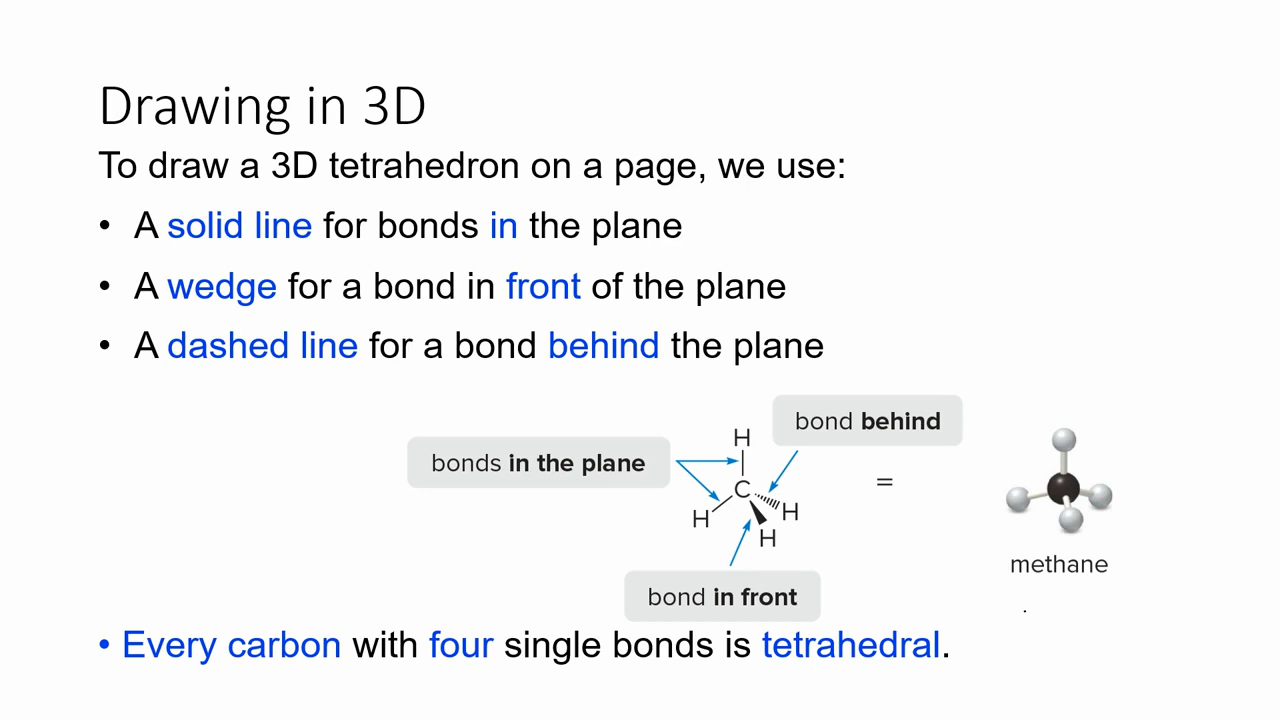 Drawing in 3D
To draw a 3D tetrahedron on a page, we use:
• A solid line for bonds in the plane
• A wedge for a bond in front of the plane
• A dashed line for a bond behind the plane
bond behind
bonds in the plane
H
C
H
H
H
=
bond in front
methane
• Every carbon with four single bonds is tetrahedral.